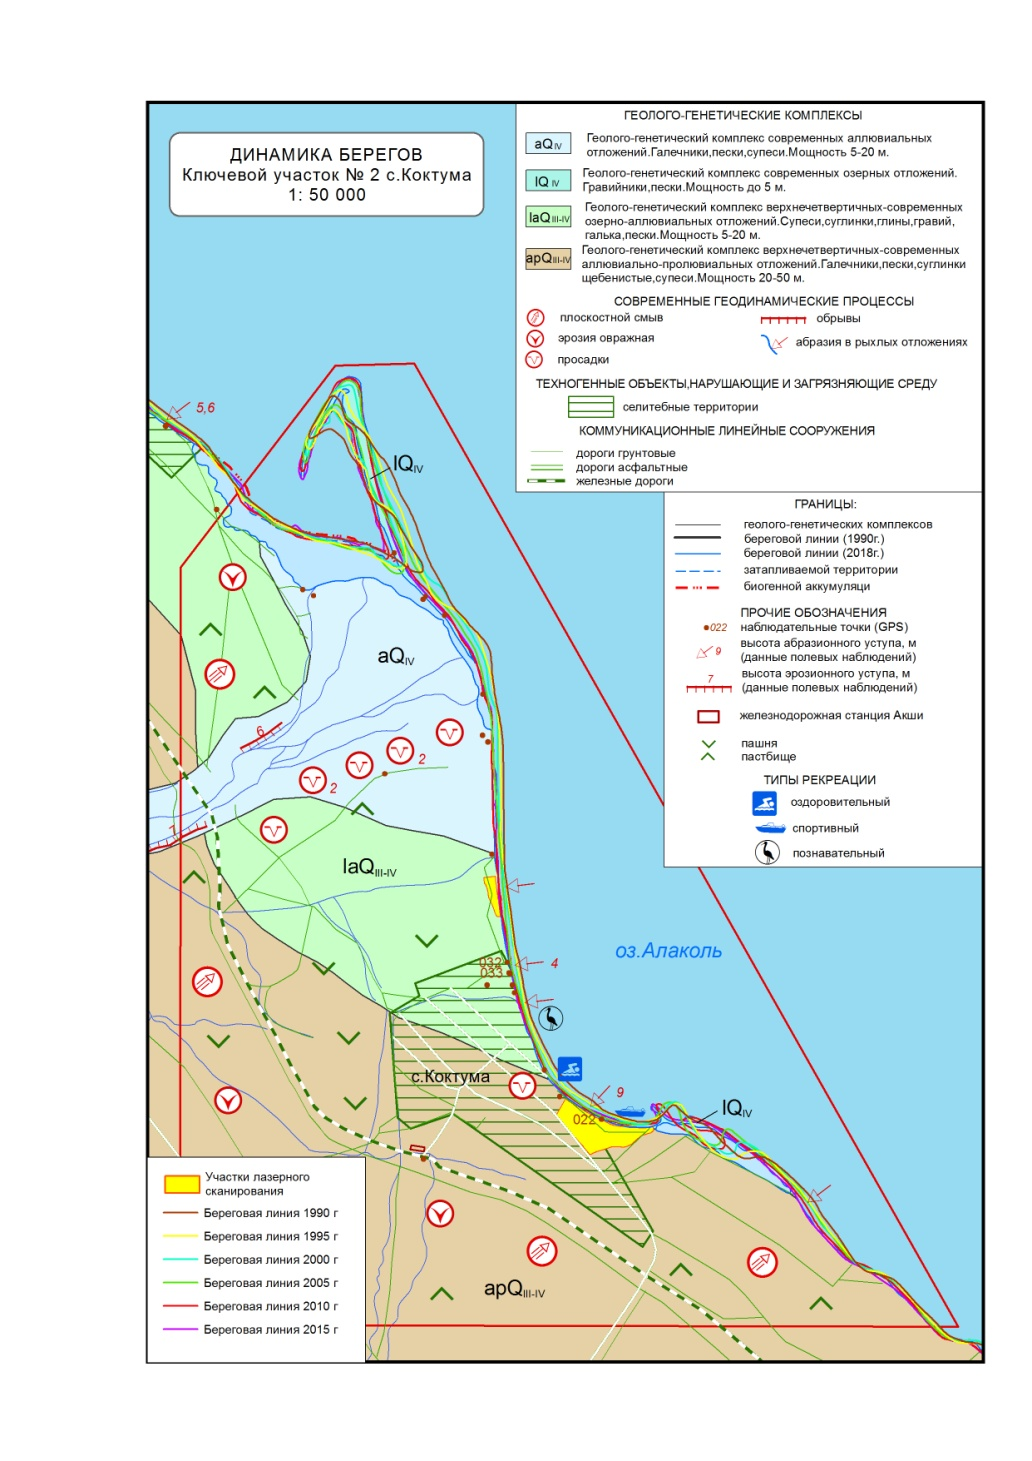 ДИНАМИКА БЕРЕГОВ
Ключевой участок № 2 с.Коктума
1: 50 000
ГЕОЛОГО-ГЕНЕТИЧЕСКИЕ КОМПЛЕКСЫ
aQIV
Геолого-генетический комплекс современных аллювиальных
отложений.Галечники,пески,супеси.Мощность 5-20 м.
lQ IV
Геолого-генетический комплекс современных озерных отложений.
Гравийники,пески.Мощность до 5 м.
laQIII-IV
Геолого-генетический комплекс верхнечетвертичных-современных
озерно-аллювиальных отложений.Супеси,суглинки,глины,гравий,
галька,пески.Мощность 5-20 м.
apQIII-IV
Геолого-генетический комплекс верхнечетвертичных-современных
аллювиально-пролювиальных отложений.Галечники,пески,суглинки
щебенистые,супеси.Мощность 20-50 м.
СОВРЕМЕННЫЕ ГЕОДИНАМИЧЕСКИЕ ПРОЦЕССЫ
плоскостной смыв
обрывы
эрозия овражная
абразия в рыхлых отложениях
просадки
ТЕХНОГЕННЫЕ ОБЪЕКТЫ,НАРУШАЮЩИЕ И ЗАГРЯЗНЯЮЩИЕ СРЕДУ
селитебные территории
КОММУНИКАЦИОННЫЕ ЛИНЕЙНЫЕ СООРУЖЕНИЯ
дороги грунтовые
дороги асфальтные
железные дороги
ГРАНИЦЫ:
геолого-генетических комплексов
береговой линии (1990г.)
береговой линии (2018г.)
затапливаемой территории
биогенной аккумуляци
ПРОЧИЕ ОБОЗНАЧЕНИЯ
022
наблюдательные точки (GPS)
9
высота абразионного уступа, м
(данные полевых наблюдений)
7
высота эрозионного уступа, м
(данные полевых наблюдений)
железнодорожная станция Акши
пашня
пастбище
ТИПЫ РЕКРЕАЦИИ
оздоровительный
спортивный
познавательный
5,6
lQIV
aQIV
6
2
2
7
laQIII-IV
оз.Алаколь
032
033
4
с.Коктума
9
022
lQIV
apQIII-IV
Участки лазерного
сканирования
Береговая линия 1990 г
Береговая линия 1995 г
Береговая линия 2000 г
Береговая линия 2005 г
Береговая линия 2010 г
Береговая линия 2015 г